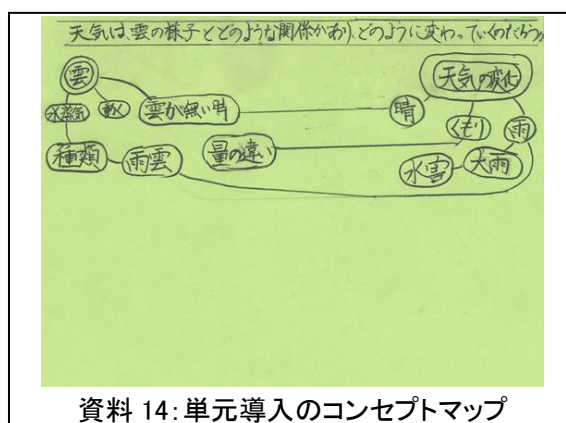 天気は、雲の様子とどのような関係があり、どのように変わっていくのだろうか
雲
天気の変化
水蒸気
動く
雲が無い時
晴
くもり
雨
種類
雨雲
量の違い
水害
大雨
資料 14:単元導入のコンセプトマップ